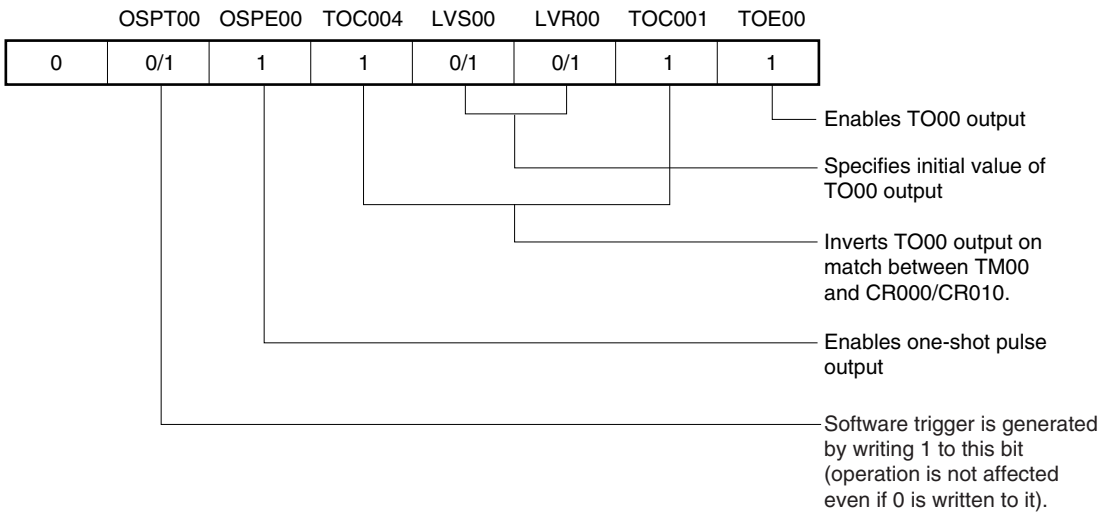 OSPT00 OSPE00 TOC004 LVS00 LVR00 TOC001 TOE00
0 0/1 1 1 0/1 0/1 1 1
Enables TO00 output
Specifies initial value of
TO00 output
Inverts TO00 output on
match between TM00
and CR000/CR010.
Enables one-shot pulse
output
Software trigger is generated
by writing 1 to this bit
(operation is not affected
even if 0 is written to it).